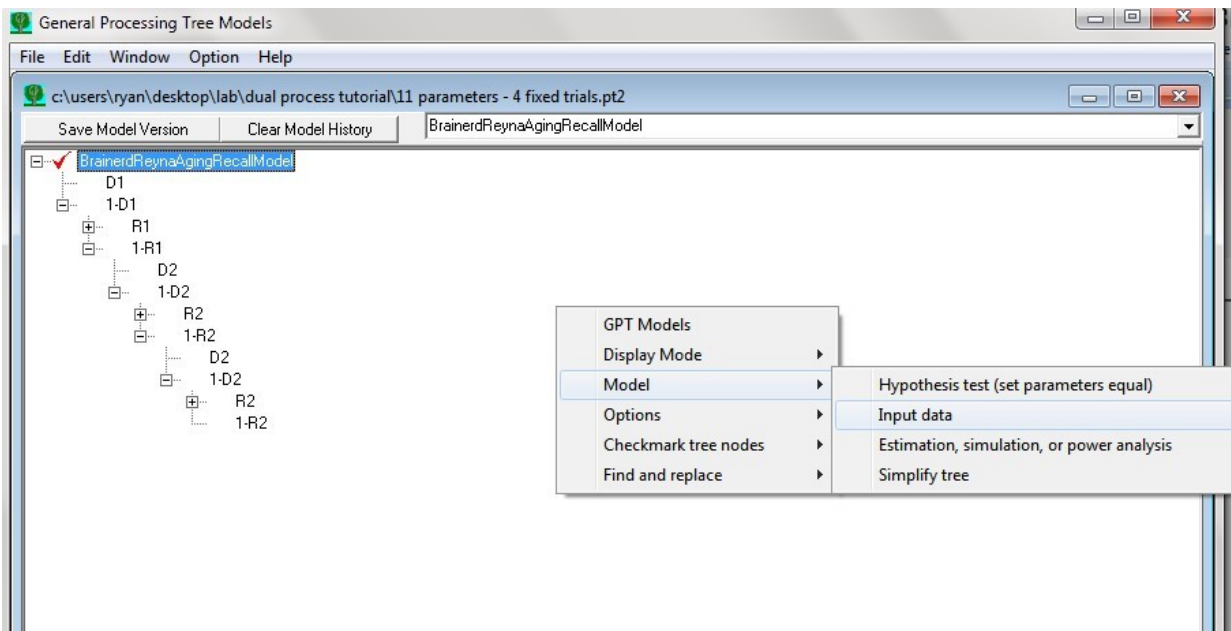 General Processing Tree Models
File Edit Window Option Help
c:\users\ryan\desktop\lab\dual process tutorial\11 parameters - 4 fixed trials.pt2
Save Model Version Clear Model History BrainerdReynaAgingRecallModel
BrainerdReynaAgingRecallModel
D1
1-D1
R1
1-R1
D2
1-D2
R2
1-R2
D2
1-D2
R2
1-R2
GPT Models
Display Mode
Model
Options
Checkmark tree nodes
Find and replace
Hypothesis test (set parameters equal)
Input data
Estimation, simulation, or power analysis
Simplify tree